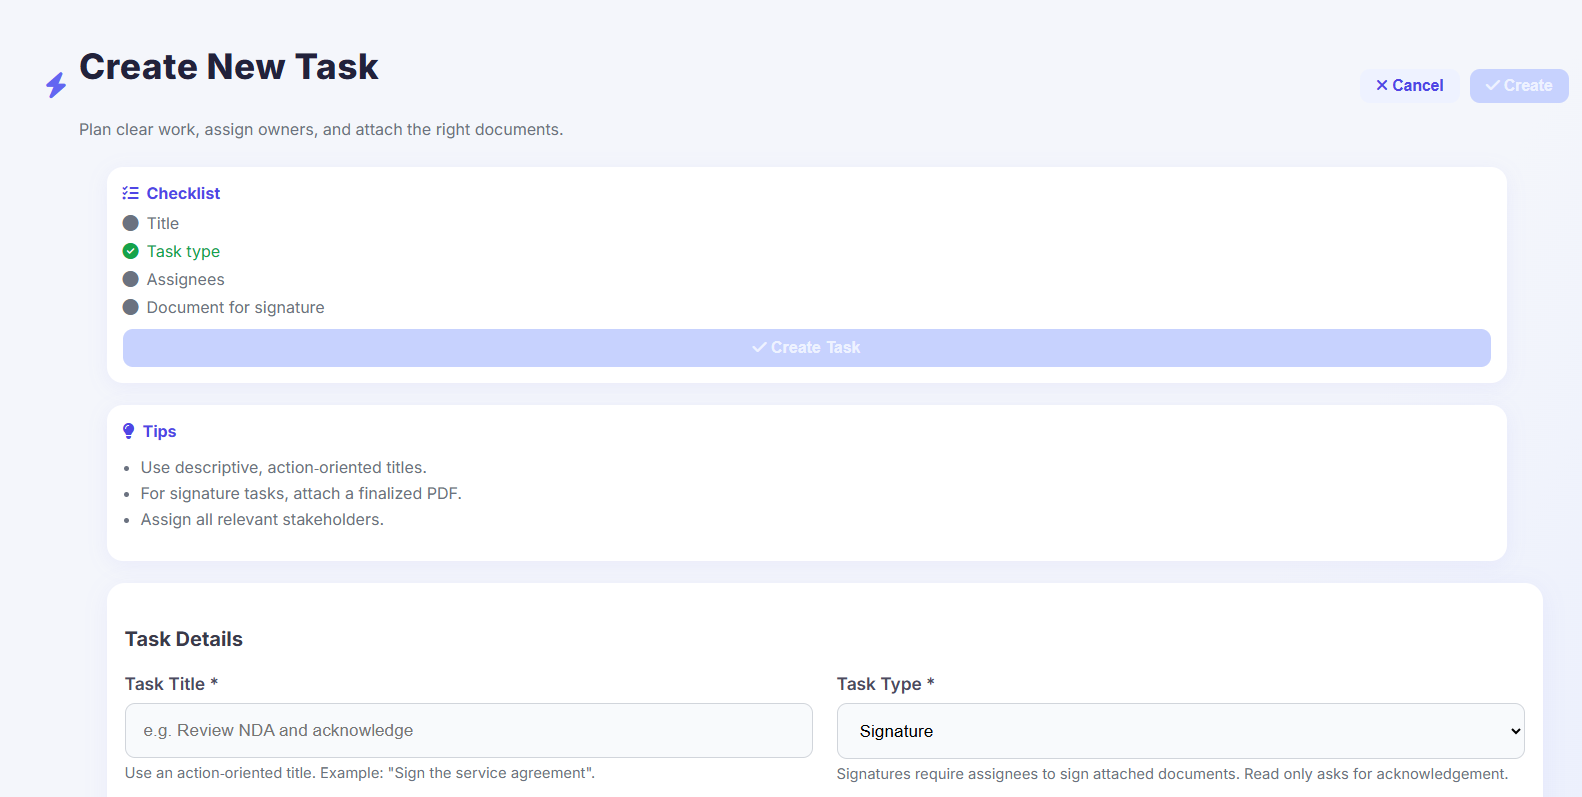 Create New Task
Cancel
Create
Plan clear work, assign owners, and attach the right documents.
Checklist
Title
Task type
Assignees
Document for signature
Create Task
Tips
• Use descriptive, action-oriented titles.
• For signature tasks, attach a finalized PDF.
• Assign all relevant stakeholders.
Task Details
Task Title *
Task Type *
e.g. Review NDA and acknowledge
Signature
Use an action-oriented title. Example: "Sign the service agreement".
Signatures require assignees to sign attached documents. Read only asks for acknowledgement.